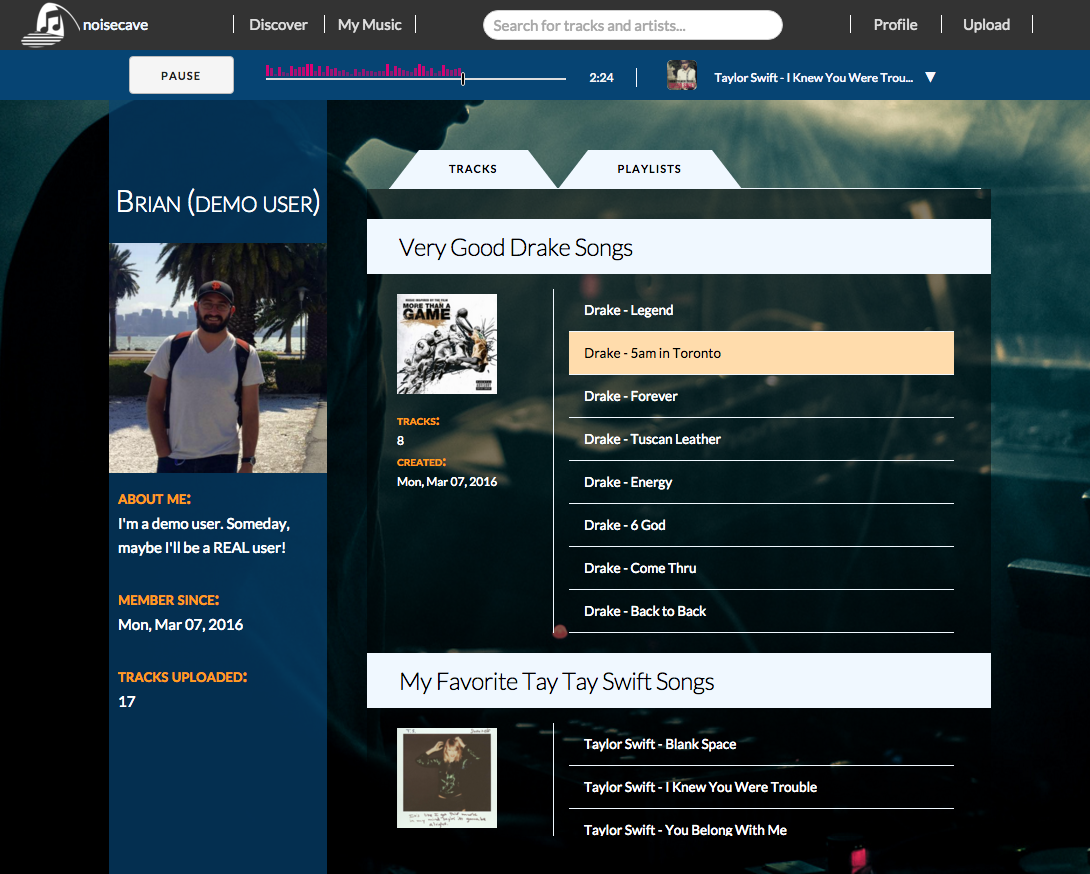 noisecave
Discover
My Music
Search for tracks and artists...
Profile
Upload
PAUSE
2:24
Taylor Swift - I Knew You Were Trou...
TRACKS
PLAYLISTS
BRIAN (DEMO USER)
ABOUT ME:
I'm a demo user. Someday,
maybe I'll be a REAL user!
MEMBER SINCE:
Mon, Mar 07, 2016
TRACKS UPLOADED:
17
Very Good Drake Songs
MORE THAN A
GAME
TRACKS:
8
CREATED:
Mon, Mar 07, 2016
Drake - Legend
Drake - 5am in Toronto
Drake - Forever
Drake - Tuscan Leather
Drake - Energy
Drake - 6 God
Drake - Come Thru
Drake - Back to Back
My Favorite Tay Tay Swift Songs
Taylor Swift - Blank Space
Taylor Swift - I Knew You Were Trouble
Taylor Swift - You Belong With Me